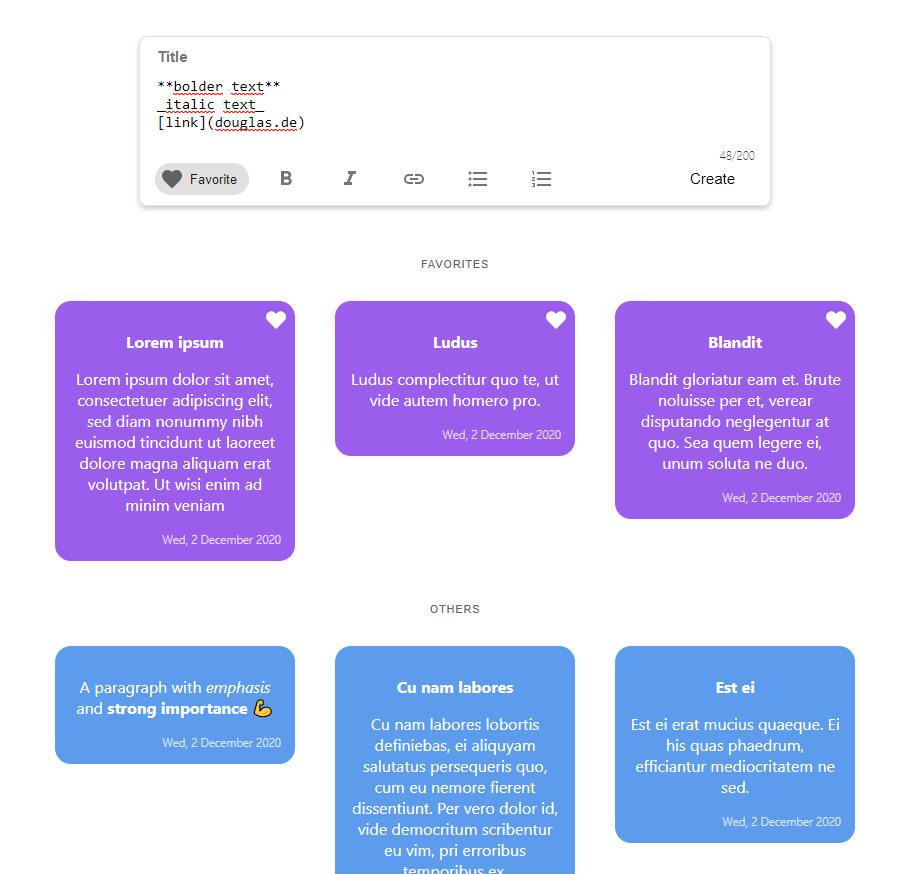 Title
**bolder text**
_italic text_
[link](douglas.de)
48/200
Favorite
B
I
Create
FAVORITES
Lorem ipsum
Lorem ipsum dolor sit amet,
consectetuer adipiscing elit,
sed diam nonummy nibh
euismod tincidunt ut laoreet
dolore magna aliquam erat
volutpat. Ut wisi enim ad
minim veniam
Wed, 2 December 2020
Ludus
Ludus complectitur quo te, ut
vide autem homero pro.
Wed, 2 December 2020
Blandit
Blandit gloriatur eam et. Brute
noluisse per et, verear
disputando neglegentur at
quo. Sea quem legere ei,
unum soluta ne duo.
Wed, 2 December 2020
OTHERS
A paragraph with emphasis
and strong importance 💪
Wed, 2 December 2020
Cu nam labores
Cu nam labores lobortis
definiebas, ei aliquyam
salutatus persequeris quo,
cum eu nemore fierent
dissentiunt. Per vero dolor id,
vide democritum scribentur
eu vim, pri erroribus
temporibus ex.
Est ei
Est ei erat mucius quaeque. Ei
his quas phaedrum,
efficiantur mediocritatem ne
sed.
Wed, 2 December 2020